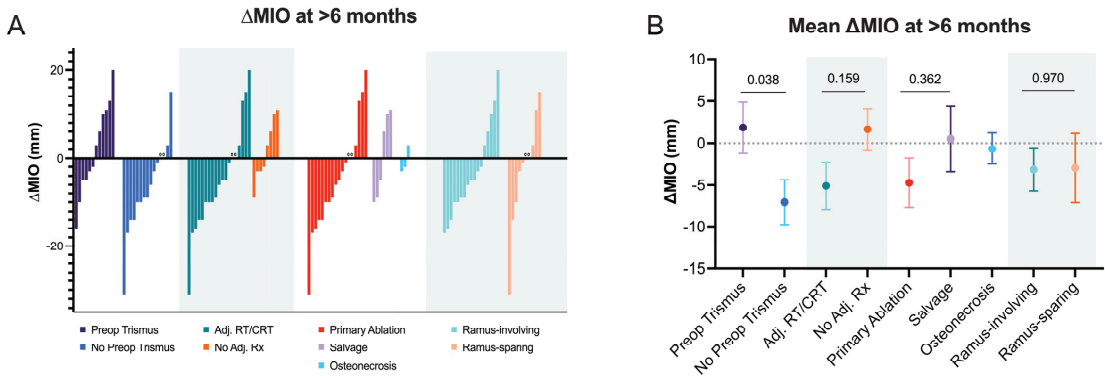 A
ΔMIO at >6 months
ΔMIO (mm)
20
0
-20
Preop Trismus
No Preop Trismus
Adj. RT/CRT
No Adj. Rx
Primary Ablation
Salvage
Osteonecrosis
Ramus-involving
Ramus-sparing
B
Mean ΔMIO at >6 months
ΔMIO (mm)
10
5
0
-5
-10
-15
0.038
0.159
0.362
0.970
Preop Trismus
No Preop Trismus
Adj. RT/CRT
No Adj. Rx
Primary Ablation
Salvage
Osteonecrosis
Ramus-involving
Ramus-sparing